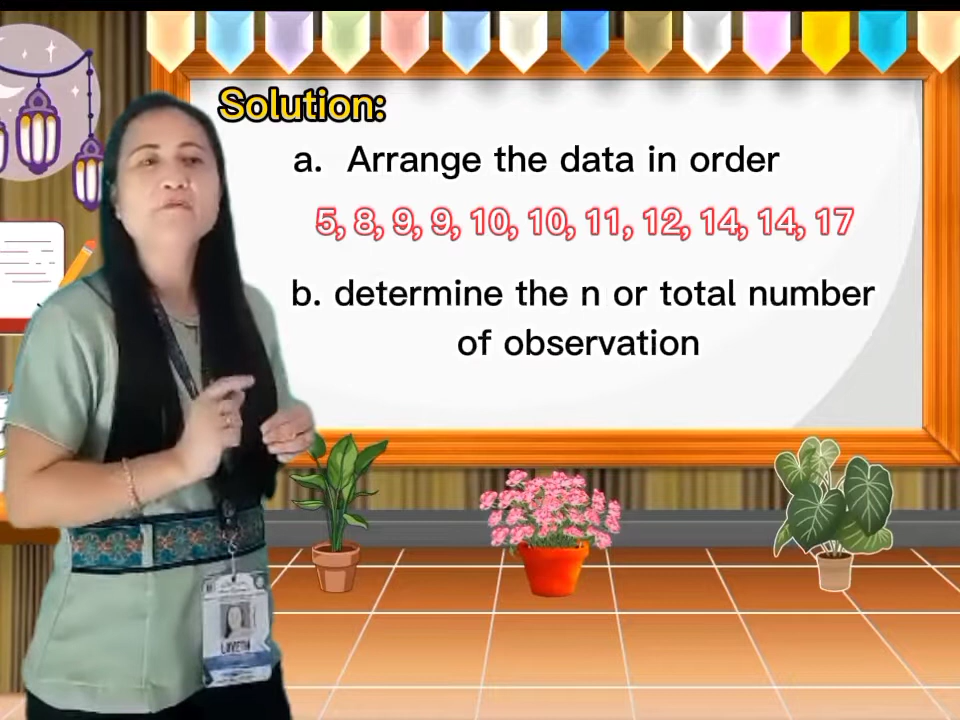 Solution:
a. Arrange the data in order
5, 8, 9, 9, 10, 10, 11, 12, 14, 14, 17
b. determine the n or total number
of observation